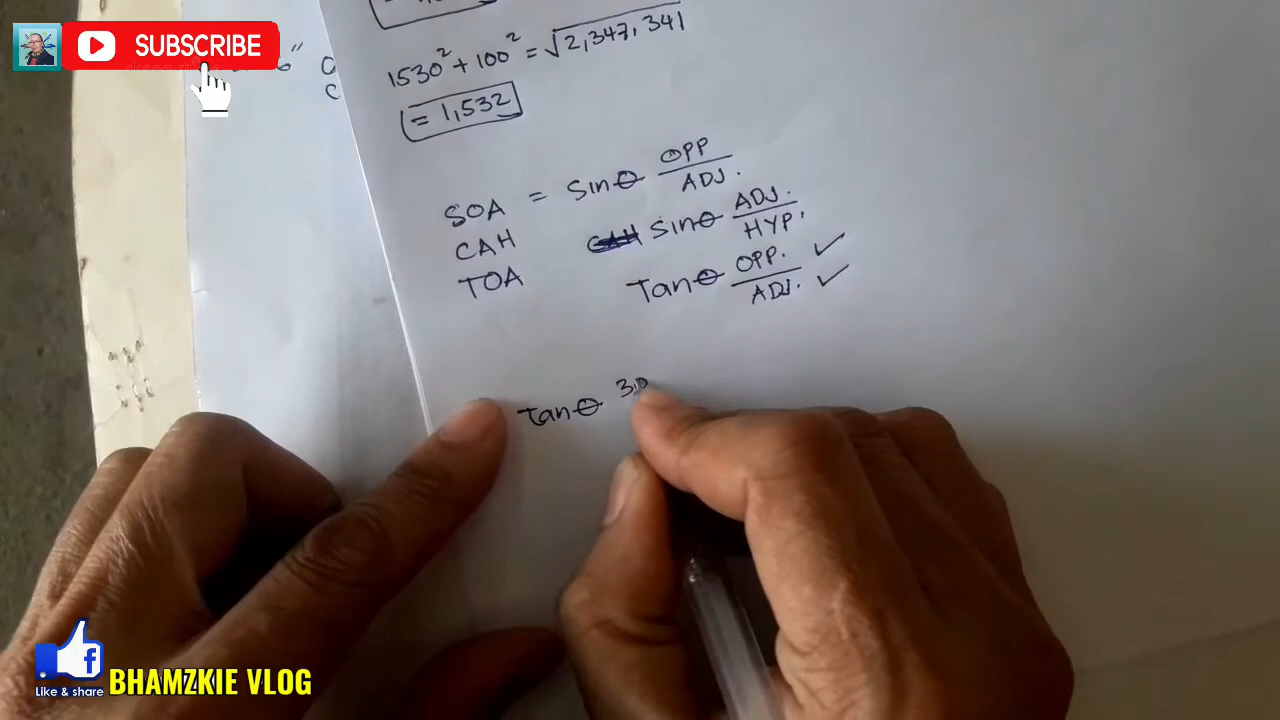 SUBSCRIBE
1530² + 100² = √2,347,341
= 1,532
SOA = Sinθ OPP/ADJ.
CAH Sinθ ADJ./HYP.
TOA Tanθ OPP./ADJ. ✓ ✓
tanθ
Like & share
BHAMZKIE VLOG